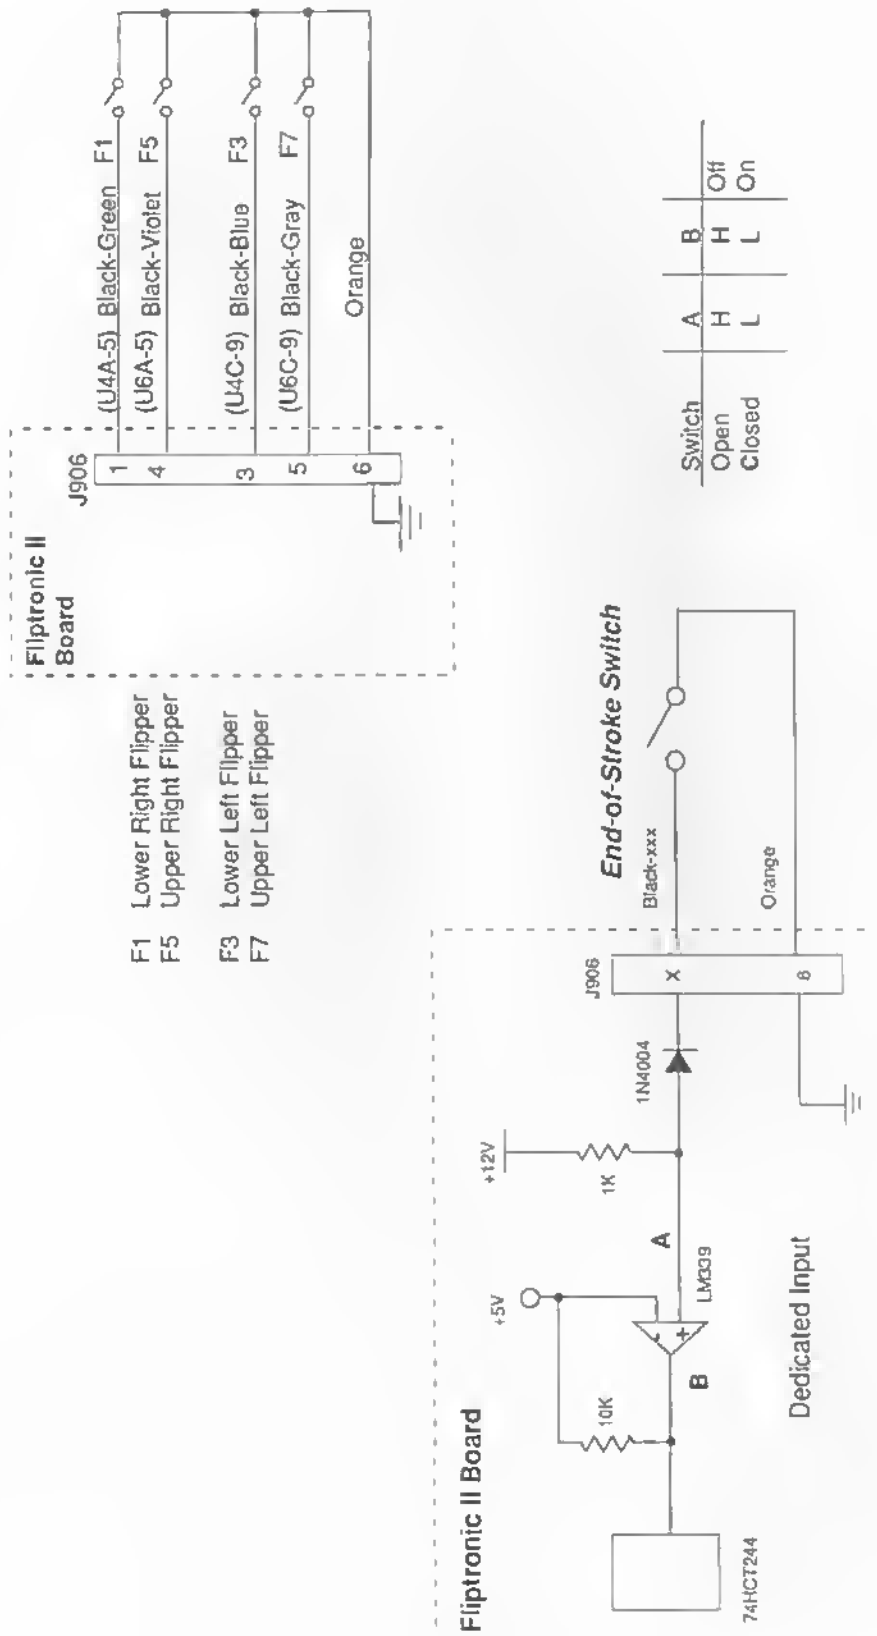 Fliptronic II
Board
J906
1 (U4A-5) Black-Green F1
4 (U6A-5) Black-Violet F5
3 (U4C-9) Black-Blue F3
5 (U6C-9) Black-Gray F7
6 Orange
F1 Lower Right Flipper
F5 Upper Right Flipper
F3 Lower Left Flipper
F7 Upper Left Flipper
Fliptronic II Board
74HCT244
10K
+5V
B
- +
LM339
A
+12V
1K
1N4004
J906
X
6
Black-xxx
Orange
End-of-Stroke Switch
Dedicated Input
Switch A B
Open H H Off
Closed L L On